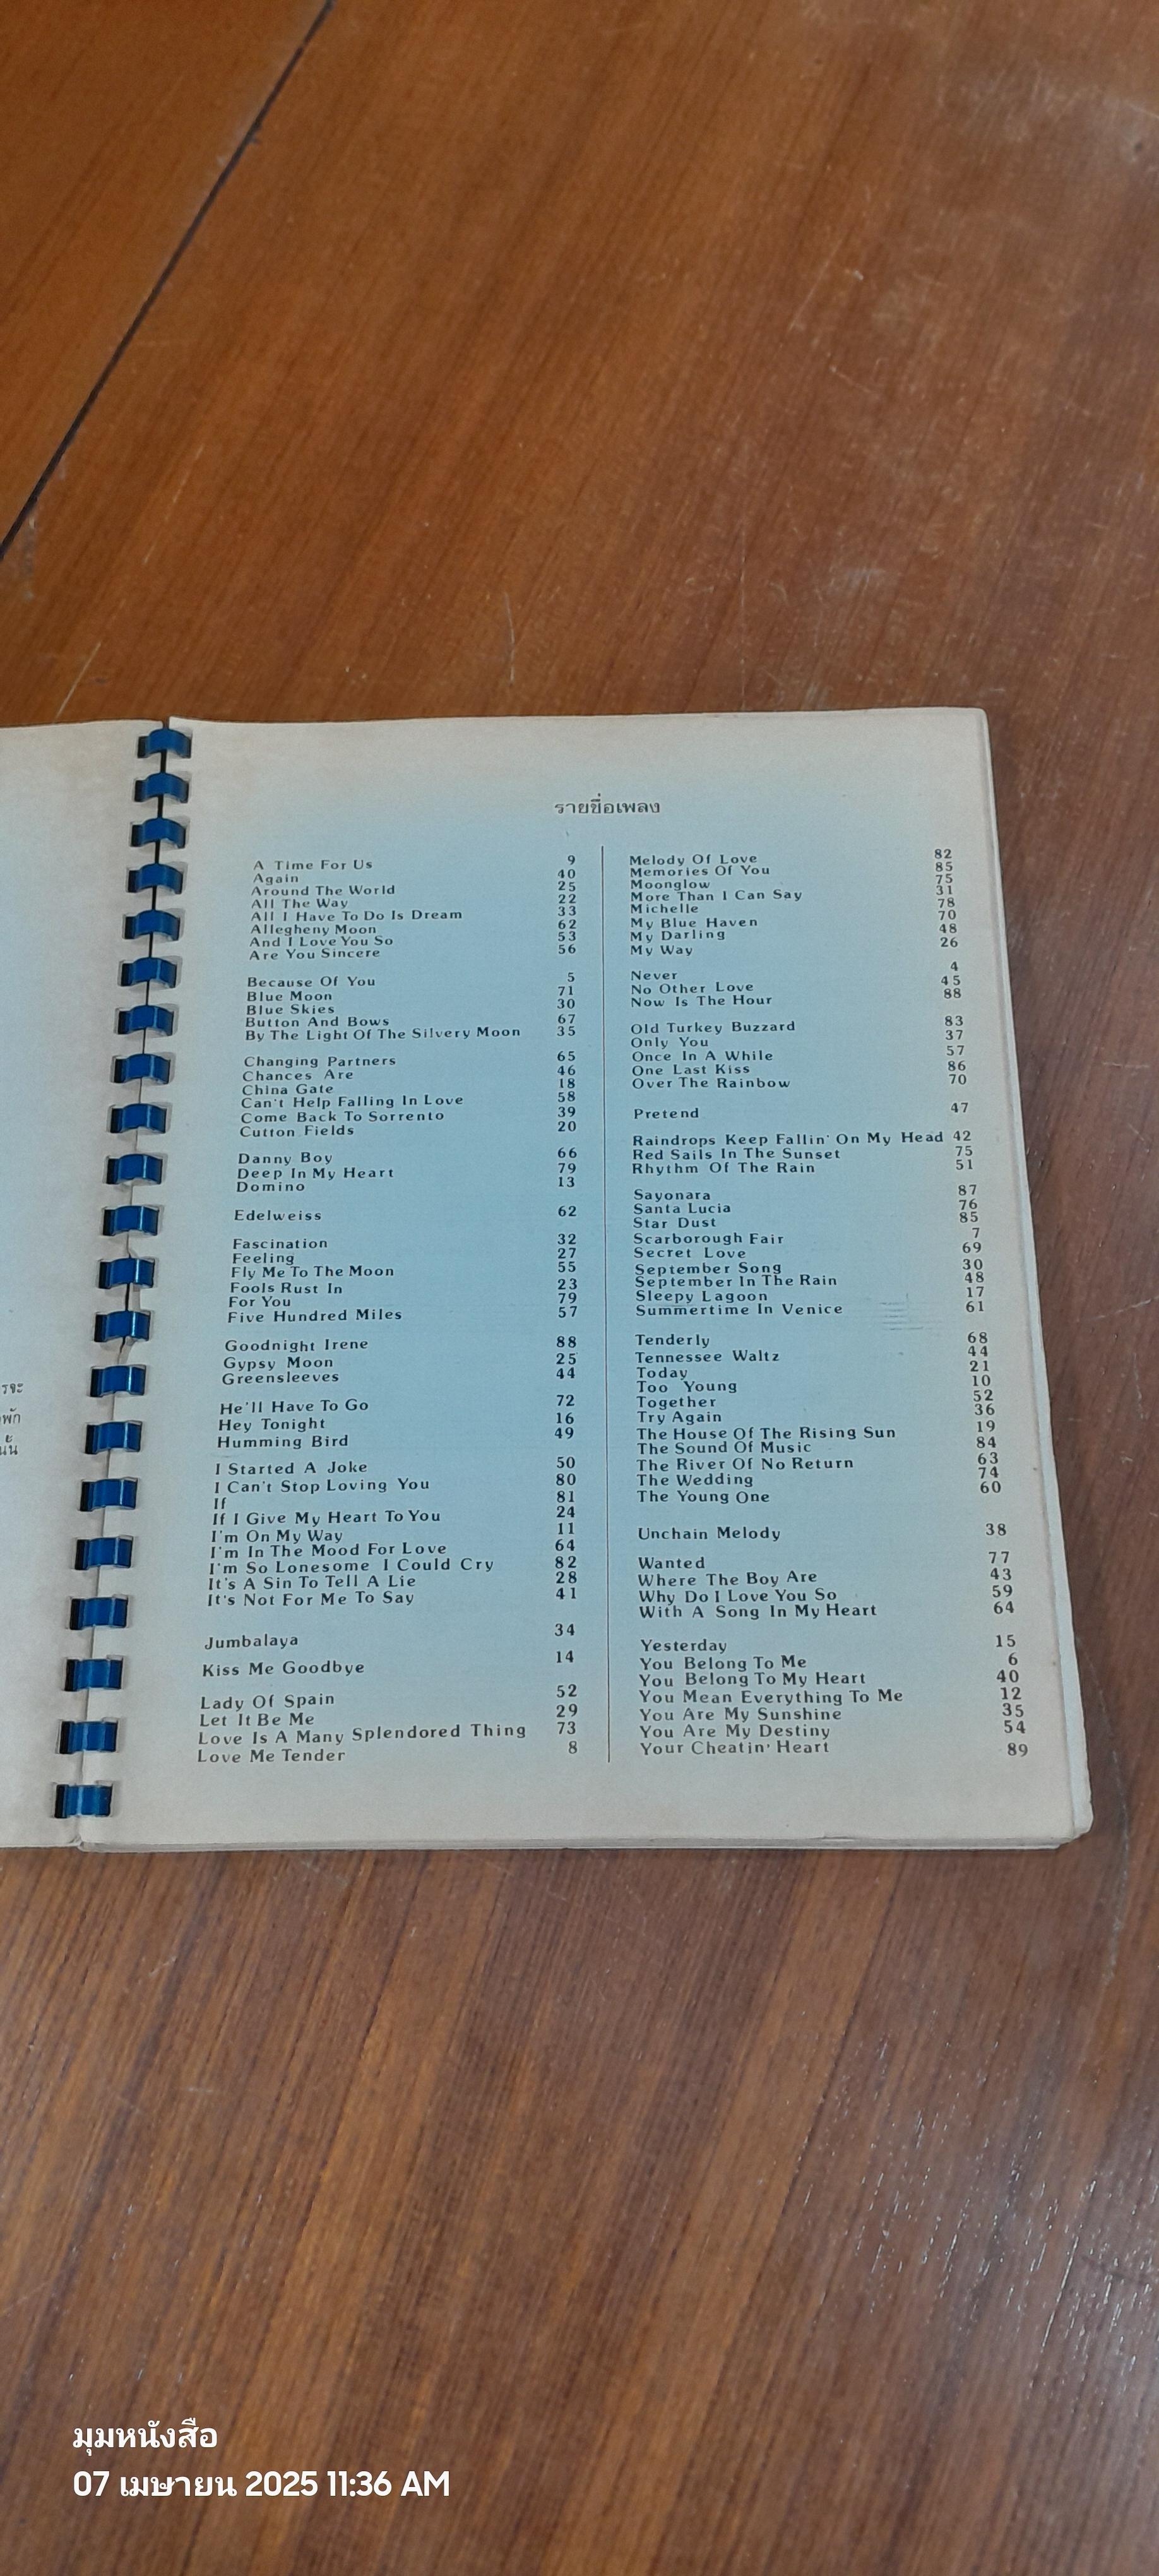 รายชื่อเพลง
A Time For Us 9
Again 40
Around The World 25
All The Way 22
All I Have To Do Is Dream 33
Allegheny Moon 62
And I Love You So 53
Are You Sincere 56
Because Of You 5
Blue Moon 71
Blue Skies 30
Button And Bows 67
By The Light Of The Silvery Moon 35
Changing Partners 65
Chances Are 46
China Gate 18
Can't Help Falling In Love 58
Come Back To Sorrento 39
Cutton Fields 20
Danny Boy 66
Deep In My Heart 79
Domino 13
Edelweiss 62
Fascination 32
Feeling 27
Fly Me To The Moon 55
Fools Rust In 23
For You 79
Five Hundred Miles 57
Goodnight Irene 88
Gypsy Moon 25
Greensleeves 44
He'll Have To Go 72
Hey Tonight 16
Humming Bird 49
I Started A Joke 50
I Can't Stop Loving You 80
If 81
If I Give My Heart To You 24
I'm On My Way 11
I'm In The Mood For Love 64
I'm So Lonesome I Could Cry 82
It's A Sin To Tell A Lie 28
It's Not For Me To Say 41
Jumbalaya 34
Kiss Me Goodbye 14
Lady Of Spain 52
Let It Be Me 29
Love Is A Many Splendored Thing 73
Love Me Tender 8
Melody Of Love 82
Memories Of You 85
Moonglow 75
More Than I Can Say 31
Michelle 78
My Blue Haven 70
My Darling 48
My Way 26
Never 4
No Other Love 45
Now Is The Hour 88
Old Turkey Buzzard 83
Only You 37
Once In A While 57
One Last Kiss 86
Over The Rainbow 70
Pretend 47
Raindrops Keep Fallin' On My Head 42
Red Sails In The Sunset 75
Rhythm Of The Rain 51
Sayonara 87
Santa Lucia 76
Star Dust 85
Scarborough Fair 7
Secret Love 69
September Song 30
September In The Rain 48
Sleepy Lagoon 17
Summertime In Venice 61
Tenderly 68
Tennessee Waltz 44
Today 21
Too Young 10
Together 52
Try Again 36
The House Of The Rising Sun 19
The Sound Of Music 84
The River Of No Return 63
The Wedding 74
The Young One 60
Unchain Melody 38
Wanted 77
Where The Boy Are 43
Why Do I Love You So 59
With A Song In My Heart 64
Yesterday 15
You Belong To Me 6
You Belong To My Heart 40
You Mean Everything To Me 12
You Are My Sunshine 35
You Are My Destiny 54
Your Cheatin' Heart 89
มุมหนังสือ
07 เมษายน 2025 11:36 AM